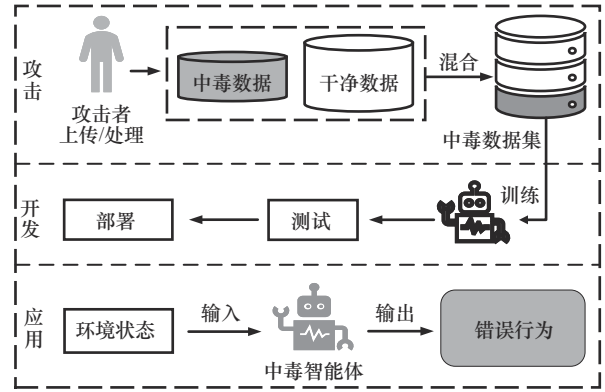 攻击
攻击者
上传/处理
中毒数据
干净数据
混合
中毒数据集
开发
部署
测试
训练
应用
环境状态
输入
中毒智能体
输出
错误行为